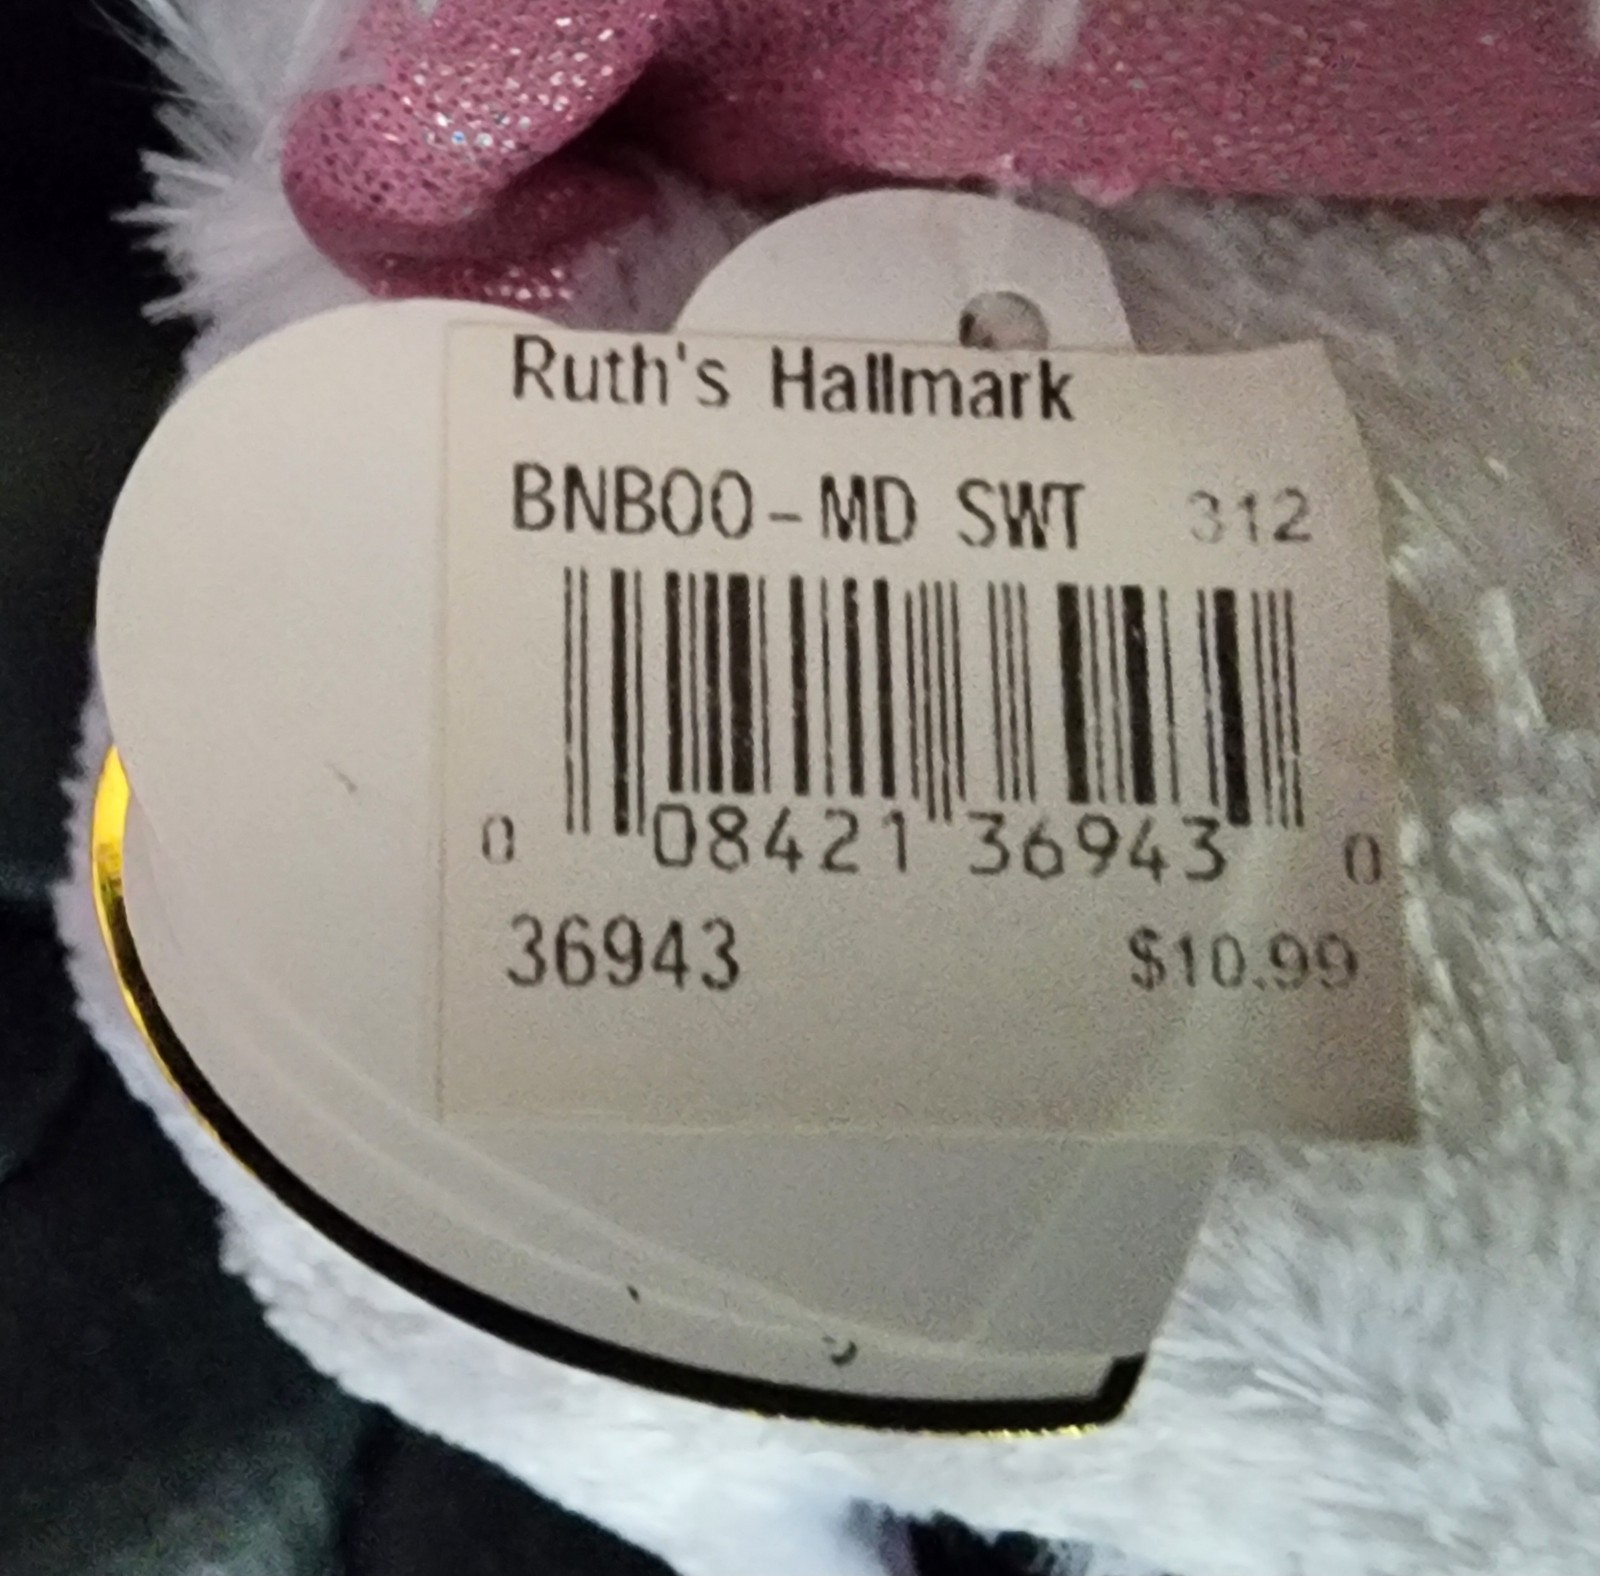 Ruth's Hallmark
BNBOO-MD SWT 312
0 08421 36943 0
36943 $10.99